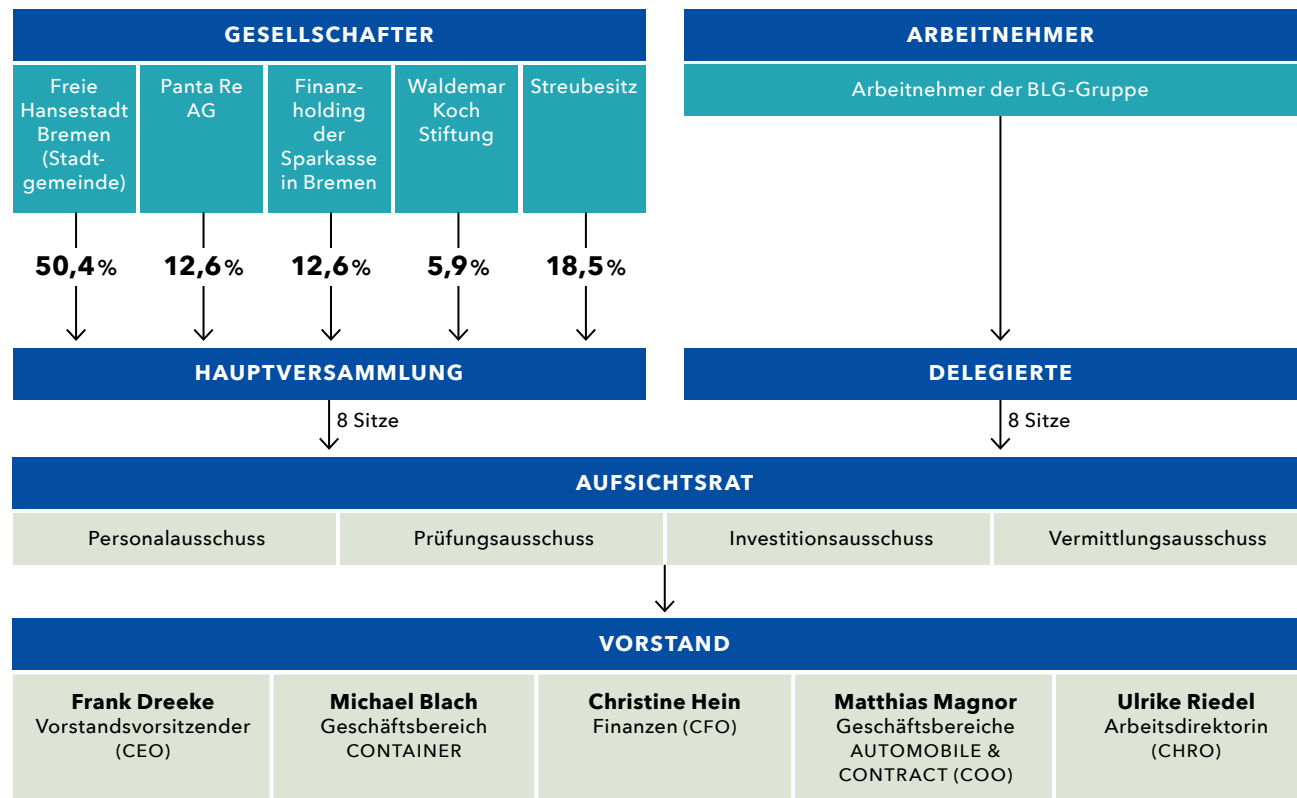 GESELLSCHAFTER
Freie
Hansestadt
Bremen
(Stadt-
gemeinde)
Panta Re
AG
Finanz-
holding
der
Sparkasse
in Bremen
Waldemar
Koch
Stiftung
Streubesitz
50,4 %
12,6 %
12,6 %
5,9 %
18,5 %
HAUPTVERSAMMLUNG
8 Sitze
ARBEITNEHMER
Arbeitnehmer der BLG-Gruppe
DELEGIERTE
8 Sitze
AUFSICHTSRAT
Personalausschuss
Prüfungsausschuss
Investitionsausschuss
Vermittlungsausschuss
VORSTAND
Frank Dreeke
Vorstandsvorsitzender
(CEO)
Michael Blach
Geschäftsbereich
CONTAINER
Christine Hein
Finanzen (CFO)
Matthias Magnor
Geschäftsbereiche
AUTOMOBILE &
CONTRACT (COO)
Ulrike Riedel
Arbeitsdirektorin
(CHRO)